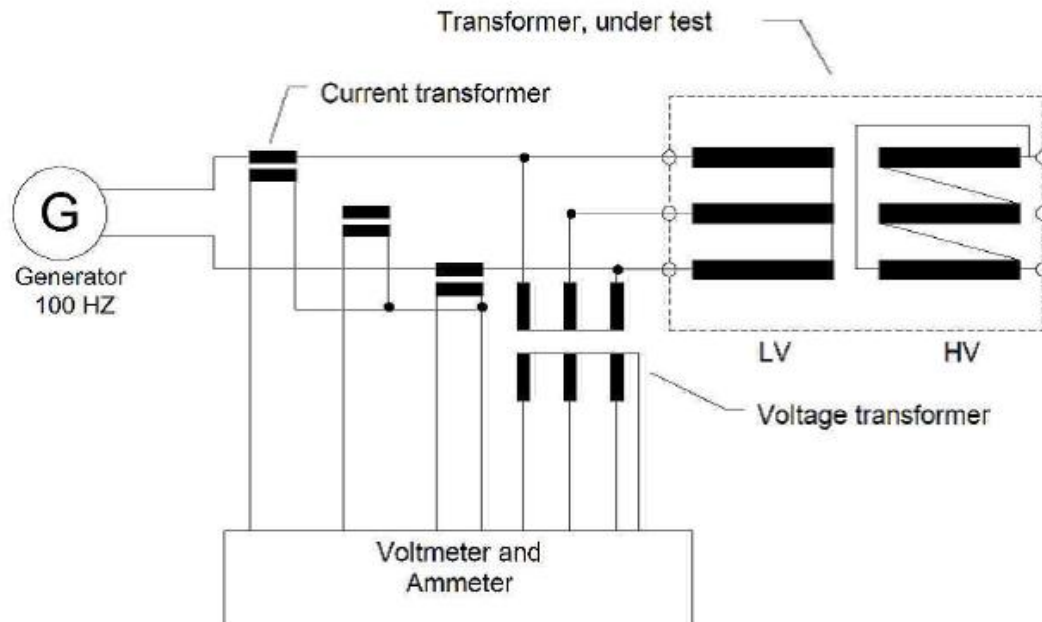 Transformer, under test
Current transformer
G
Generator
100 HZ
LV
HV
Voltage transformer
Voltmeter and
Ammeter